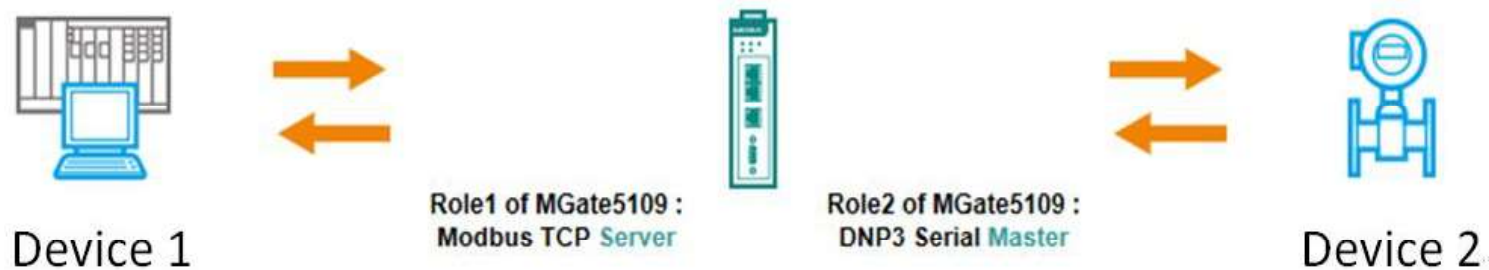 Role1 of MGate5109 :
Modbus TCP Server
Role2 of MGate5109 :
DNP3 Serial Master
Device 1
Device 2